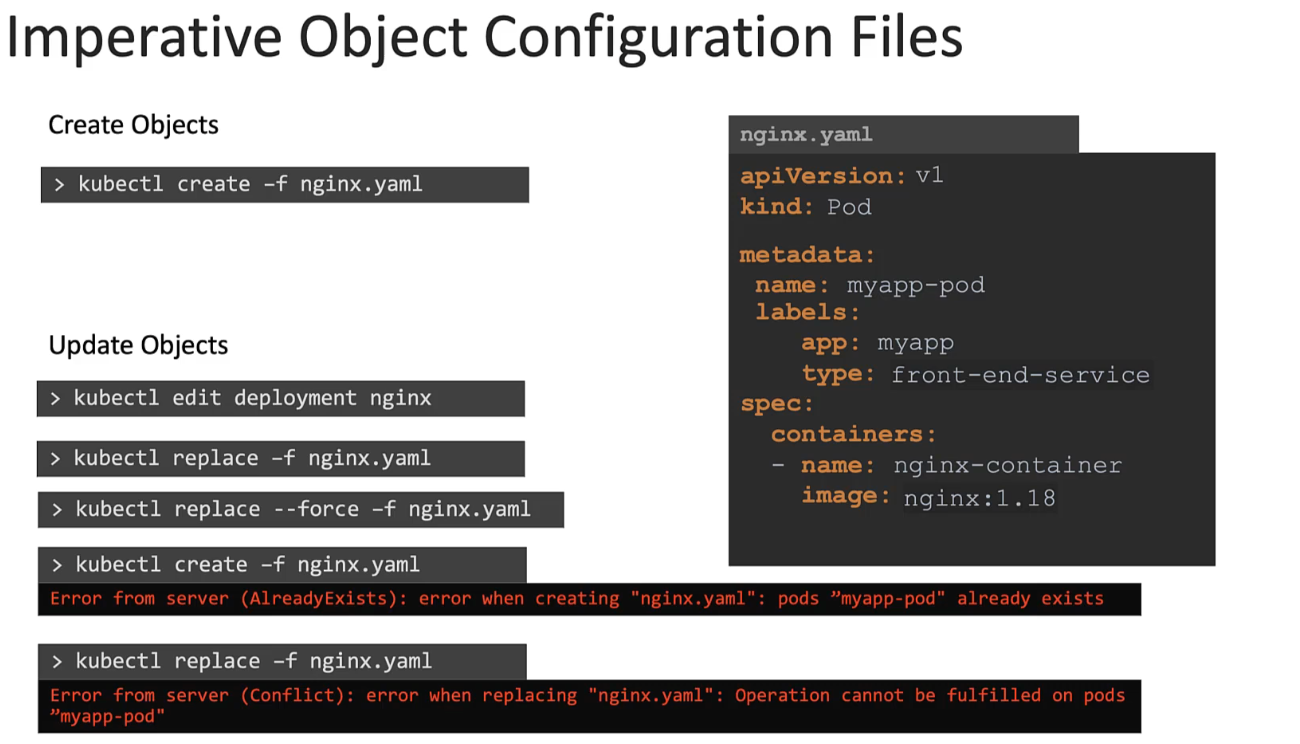 Imperative Object Configuration Files
Create Objects
> kubectl create –f nginx.yaml
Update Objects
> kubectl edit deployment nginx
> kubectl replace –f nginx.yaml
> kubectl replace --force –f nginx.yaml
> kubectl create –f nginx.yaml
Error from server (AlreadyExists): error when creating "nginx.yaml": pods ”myapp-pod" already exists
> kubectl replace –f nginx.yaml
Error from server (Conflict): error when replacing "nginx.yaml": Operation cannot be fulfilled on pods
”myapp-pod"
nginx.yaml
apiVersion: v1
kind: Pod
metadata:
name: myapp-pod
labels:
app: myapp
type: front-end-service
spec:
containers:
- name: nginx-container
image: nginx:1.18